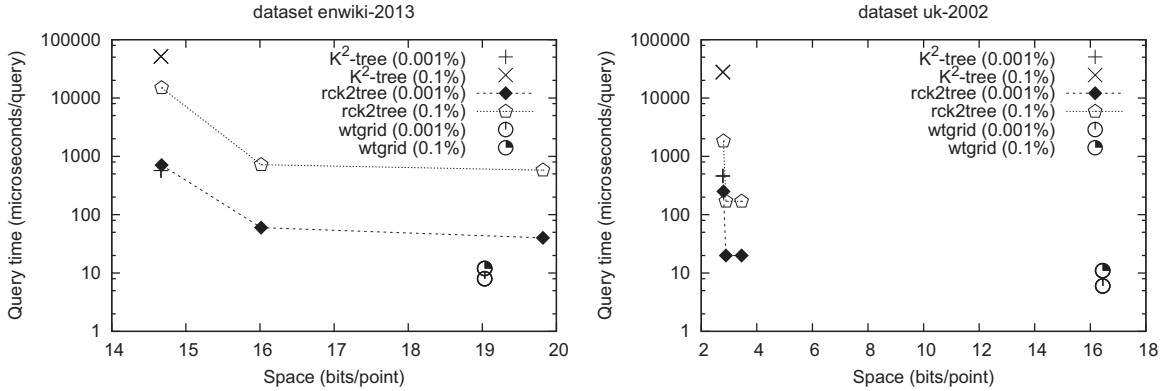 dataset enwiki-2013
Query time (microseconds/query)
100000
10000
1000
100
10
1
K²-tree (0.001%)
K²-tree (0.1%)
rck2tree (0.001%)
rck2tree (0.1%)
wtgrid (0.001%)
wtgrid (0.1%)
14 15 16 17 18 19 20
Space (bits/point)
dataset uk-2002
Query time (microseconds/query)
100000
10000
1000
100
10
1
K²-tree (0.001%)
K²-tree (0.1%)
rck2tree (0.001%)
rck2tree (0.1%)
wtgrid (0.001%)
wtgrid (0.1%)
2 4 6 8 10 12 14 16 18
Space (bits/point)